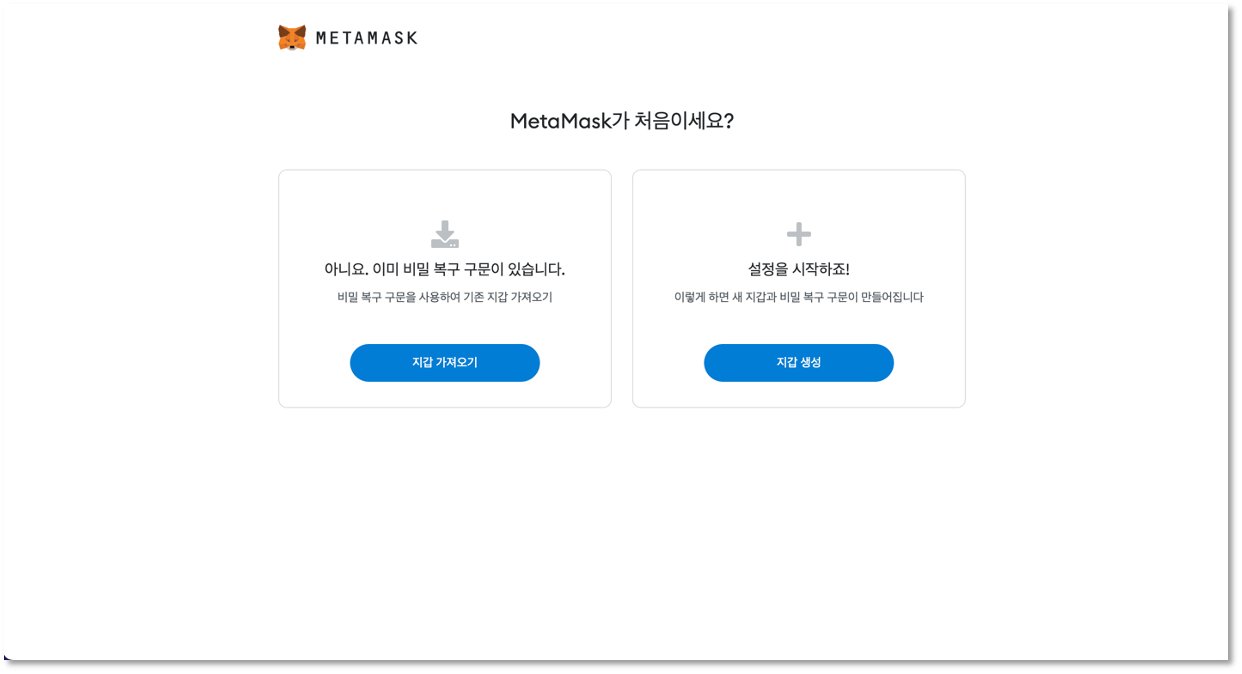 METAMASK
MetaMask가 처음이세요?
아니요. 이미 비밀 복구 구문이 있습니다.
비밀 복구 구문을 사용하여 기존 지갑 가져오기
지갑 가져오기
설정을 시작하죠!
이렇게 하면 새 지갑과 비밀 복구 구문이 만들어집니다
지갑 생성